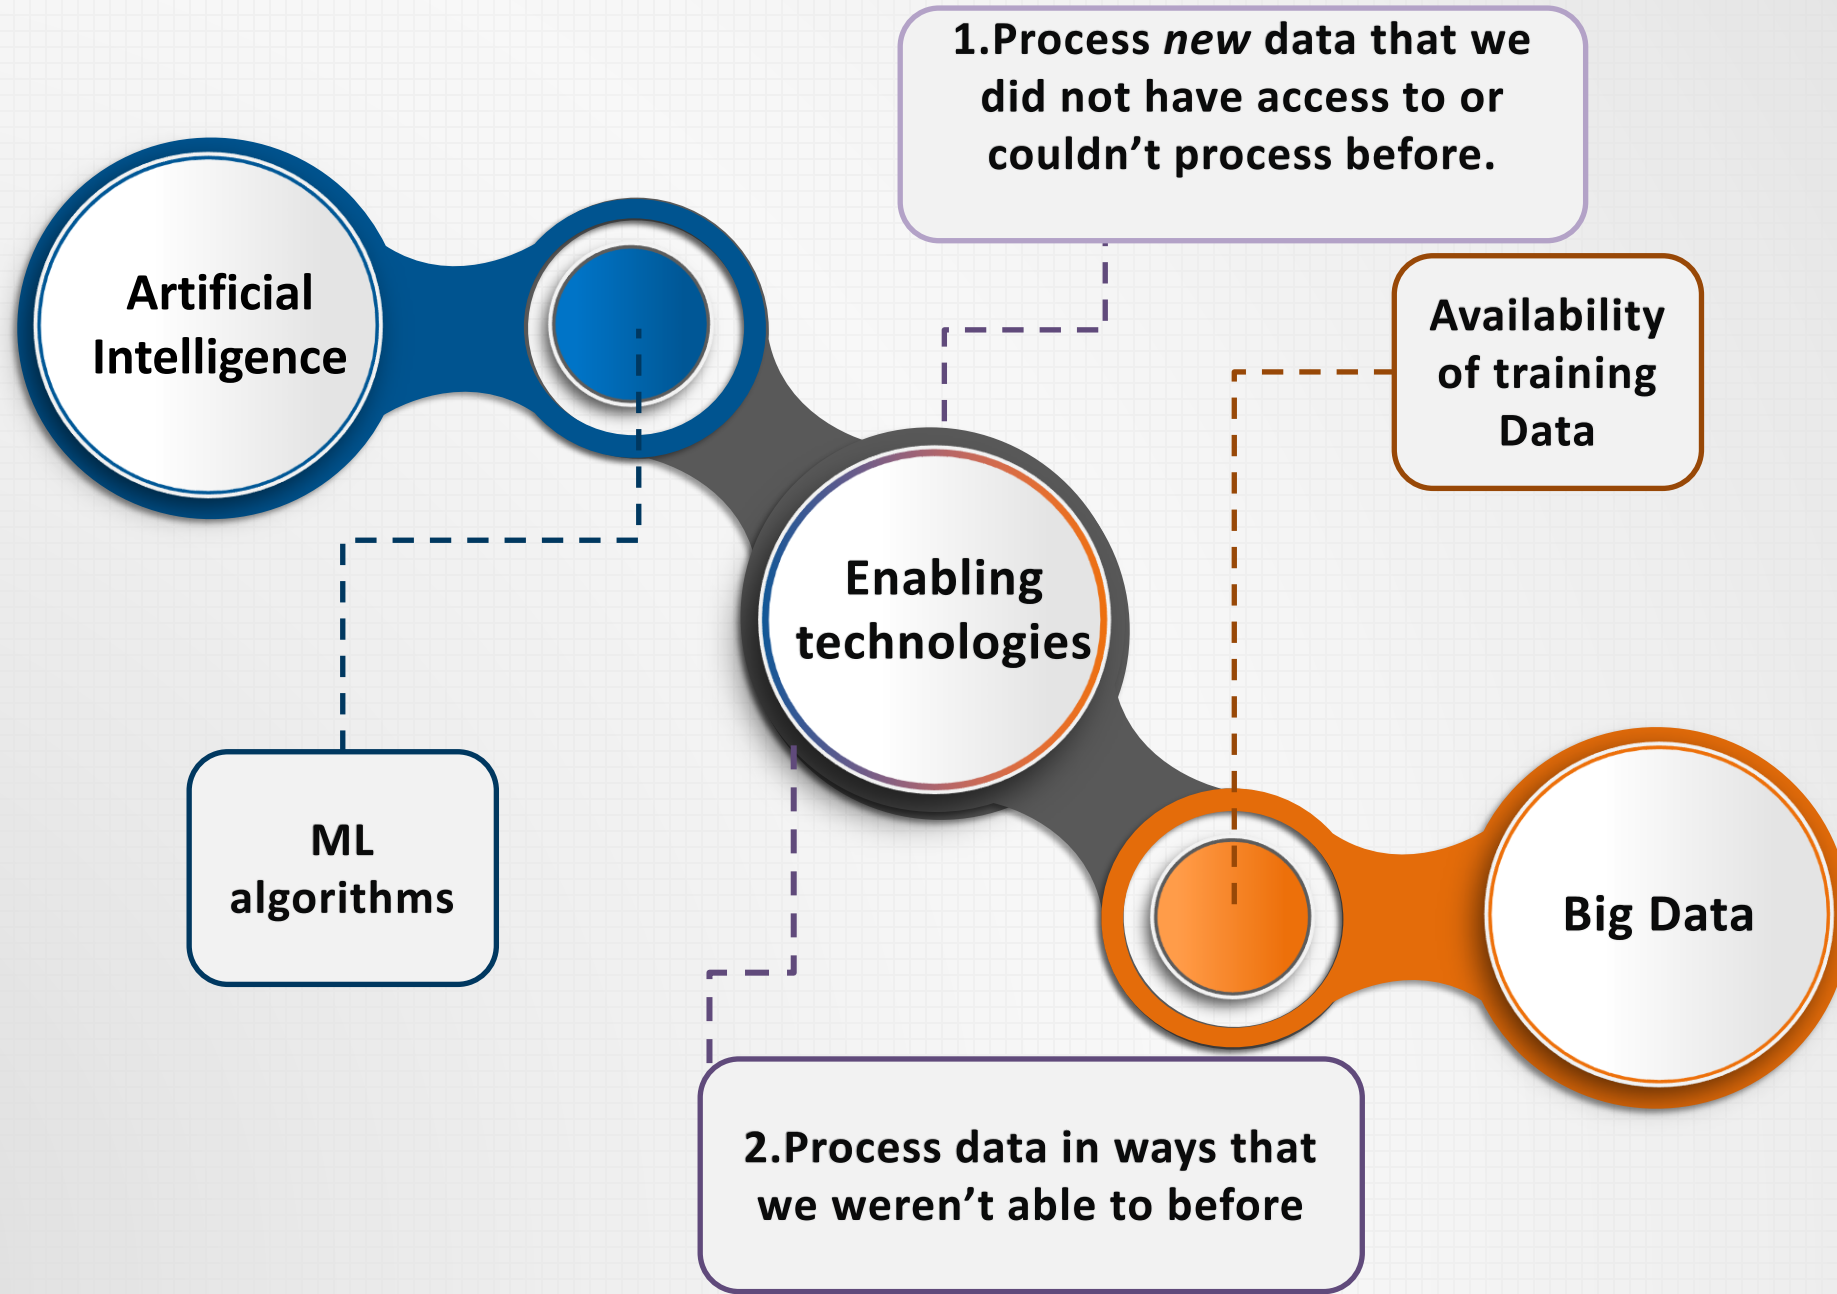 1.Process new data that we
did not have access to or
couldn’t process before.
Artificial
Intelligence
Availability
of training
Data
Enabling
technologies
ML
algorithms
Big Data
2.Process data in ways that
we weren’t able to before